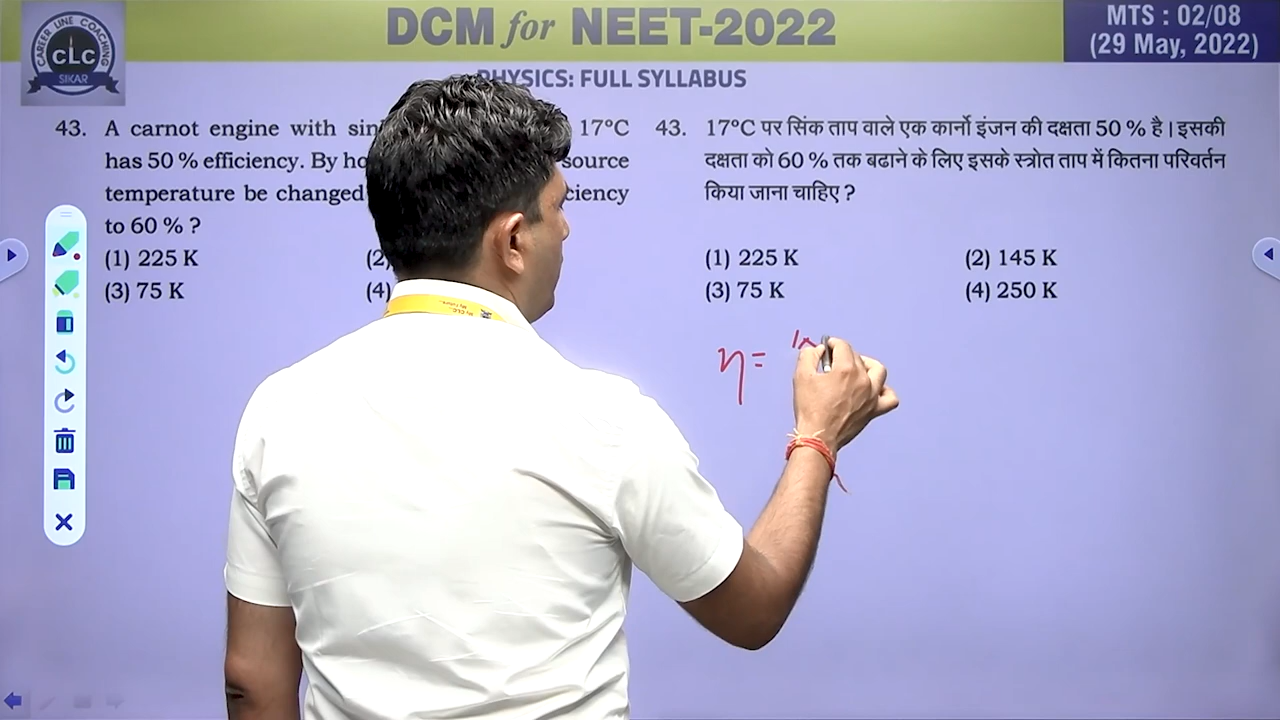 DCM for NEET-2022
MTS : 02/08
(29 May, 2022)
CAREER LINE COACHING
CLC
SIKAR
PHYSICS: FULL SYLLABUS
43. A carnot engine with 17°C
has 50 % efficiency. By source
temperature be changed
to 60 % ?
(1) 225 K (2)
(3) 75 K (4)
43. 17°C पर सिंक ताप वाले एक कार्नो इंजन की दक्षता 50 % है। इसकी
दक्षता को 60 % तक बढाने के लिए इसके स्त्रोत ताप में कितना परिवर्तन
किया जाना चाहिए ?
(1) 225 K (2) 145 K
(3) 75 K (4) 250 K
η =